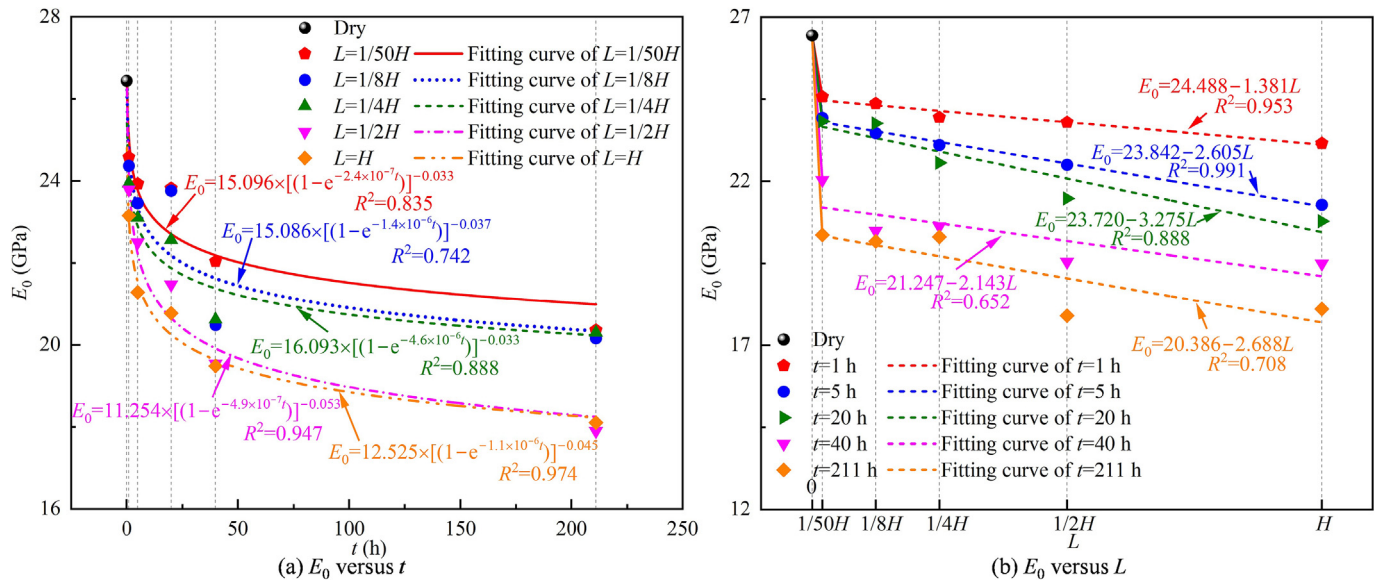 28
24
20
16
E₀ (GPa)
Dry
L=1/50H
Fitting curve of L=1/50H
L=1/8H
Fitting curve of L=1/8H
L=1/4H
Fitting curve of L=1/4H
L=1/2H
Fitting curve of L=1/2H
L=H
Fitting curve of L=H
E₀=15.096×[(1−e^−2.4×10^−7t)]^−0.033
R²=0.835
E₀=15.086×[(1−e^−1.4×10^−6t)]^−0.037
R²=0.742
E₀=16.093×[(1−e^−4.6×10^−6t)]^−0.033
R²=0.888
E₀=11.254×[(1−e^−4.9×10^−7t)]^−0.053
R²=0.947
E₀=12.525×[(1−e^−1.1×10^−6t)]^−0.045
R²=0.974
0 50 100 150 200 250
t (h)
(a) E₀ versus t
27
22
17
12
E₀ (GPa)
E₀=24.488−1.381L
R²=0.953
E₀=23.842−2.605L
R²=0.991
E₀=23.720−3.275L
R²=0.888
E₀=21.247−2.143L
R²=0.652
E₀=20.386−2.688L
R²=0.708
Dry
t=1 h
Fitting curve of t=1 h
t=5 h
Fitting curve of t=5 h
t=20 h
Fitting curve of t=20 h
t=40 h
Fitting curve of t=40 h
t=211 h
Fitting curve of t=211 h
0
1/50H 1/8H 1/4H 1/2H H
L
(b) E₀ versus L